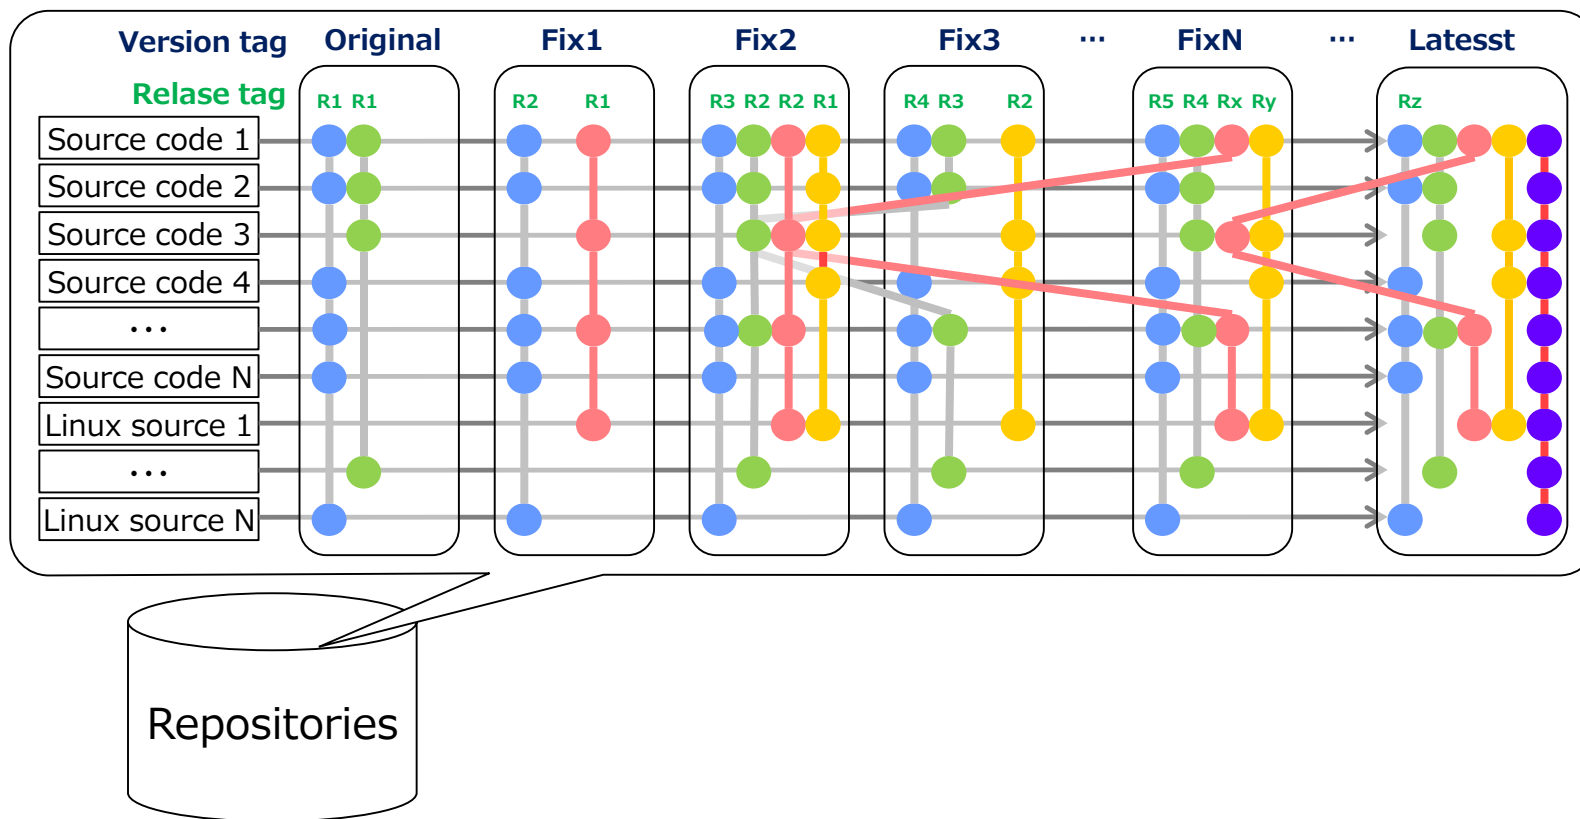 Version tag Original Fix1 Fix2 Fix3 ... FixN ... Latesst
Relase tag R1 R1 R2 R1 R3 R2 R2 R1 R4 R3 R2 R5 R4 Rx Ry Rz
Source code 1
Source code 2
Source code 3
Source code 4
...
Source code N
Linux source 1
...
Linux source N
Repositories